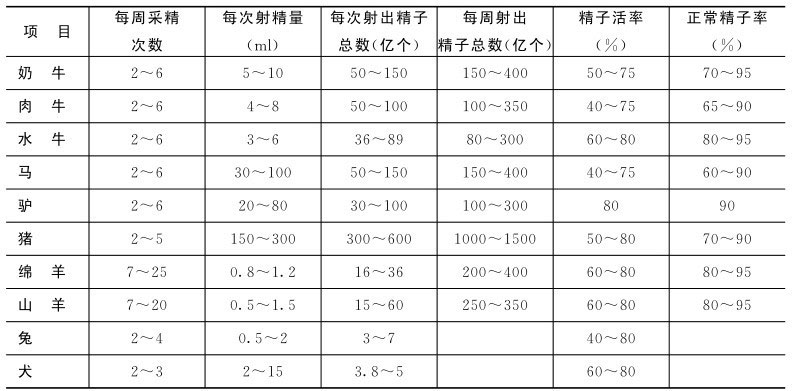 项 目 每周采精次数 每次射精量(ml) 每次射出精子总数(亿个) 每周射出精子总数(亿个) 精子活率(%) 正常精子率(%)
奶 牛 2～6 5～10 50～150 150～400 50～75 70～95
肉 牛 2～6 4～8 50～100 100～350 40～75 65～90
水 牛 2～6 3～6 36～89 80～300 60～80 80～95
马 2～6 30～100 50～150 150～400 40～75 60～90
驴 2～6 20～80 30～100 100～300 80 90
猪 2～5 150～300 300～600 1000～1500 50～80 70～90
绵 羊 7～25 0.8～1.2 16～36 200～400 60～80 80～95
山 羊 7～20 0.5～1.5 15～60 250～350 60～80 80～95
兔 2～4 0.5～2 3～7 40～80
犬 2～3 2～15 3.8～5 60～80